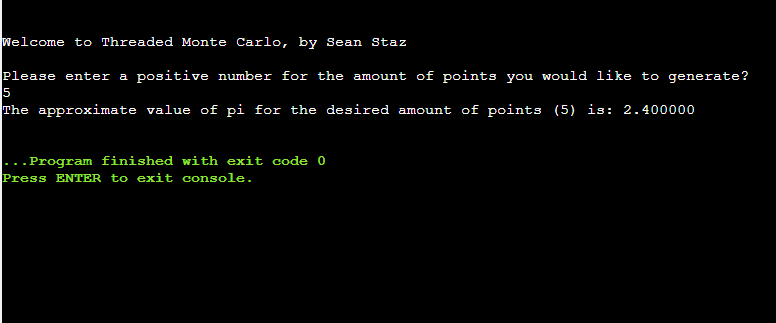 Welcome to Threaded Monte Carlo, by Sean Staz
Please enter a positive number for the amount of points you would like to generate?
5
The approximate value of pi for the desired amount of points (5) is: 2.400000
...Program finished with exit code 0
Press ENTER to exit console.